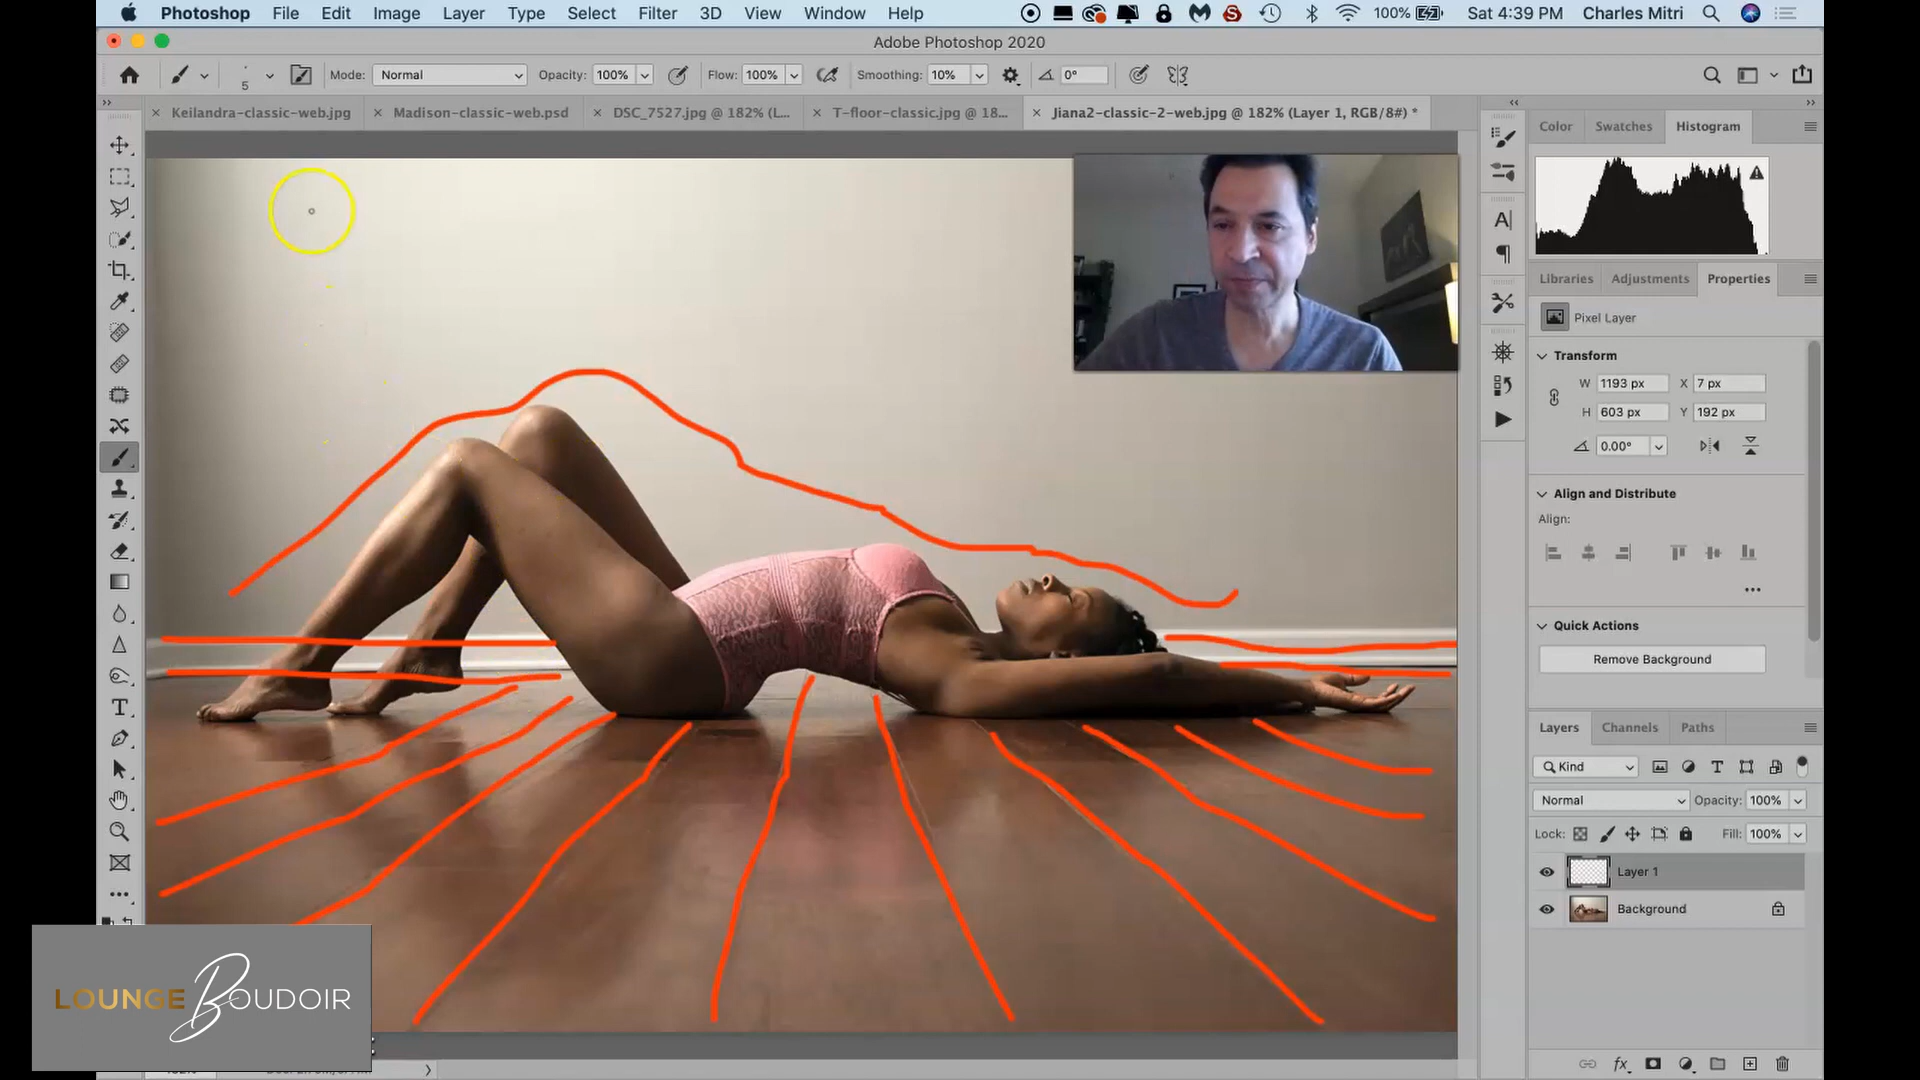 Photoshop File Edit Image Layer Type Select Filter 3D View Window Help 100% Sat 4:39 PM Charles Mitri
Adobe Photoshop 2020
5 Mode: Normal Opacity: 100% Flow: 100% Smoothing: 10% 0°
Keilandra-classic-web.jpg Madison-classic-web.psd DSC_7527.jpg @ 182% (L... T-floor-classic.jpg @ 18... Jiana2-classic-2-web.jpg @ 182% (Layer 1, RGB/8#) *
Color Swatches Histogram
Libraries Adjustments Properties
Pixel Layer
Transform
W 1193 px X 7 px
H 603 px Y 192 px
0.00°
Align and Distribute
Align:
Quick Actions
Remove Background
Layers Channels Paths
Kind
Normal Opacity: 100%
Lock: Fill: 100%
Layer 1
Background
LOUNGE BOUDOIR